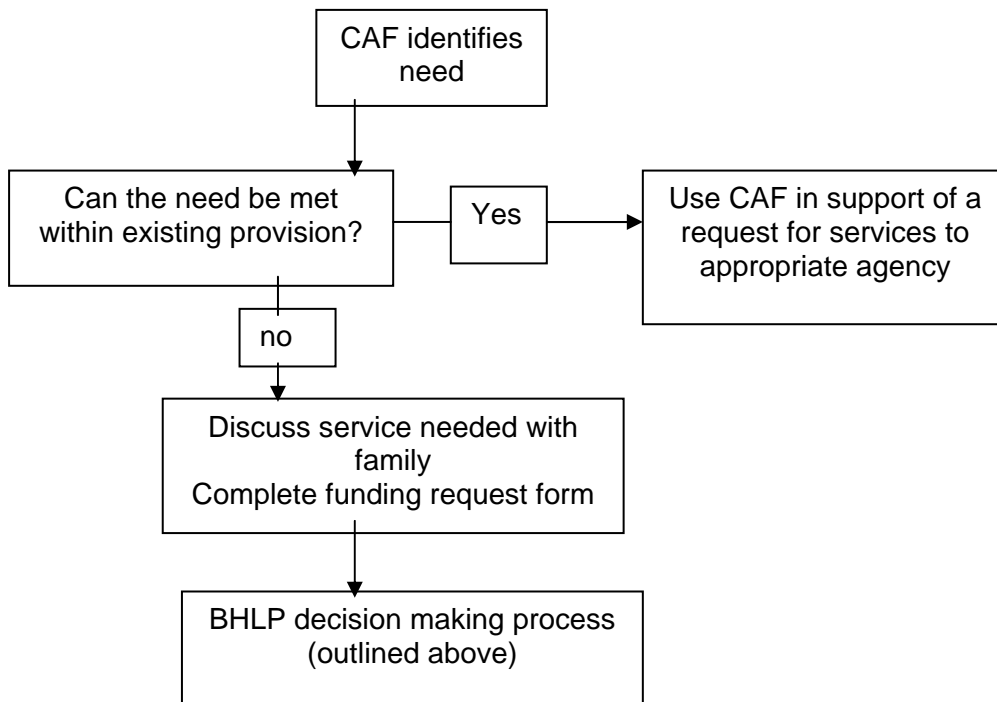 CAF identifies
need
Can the need be met
within existing provision?
Yes
Use CAF in support of a
request for services to
appropriate agency
no
Discuss service needed with
family
Complete funding request form
BHLP decision making process
(outlined above)